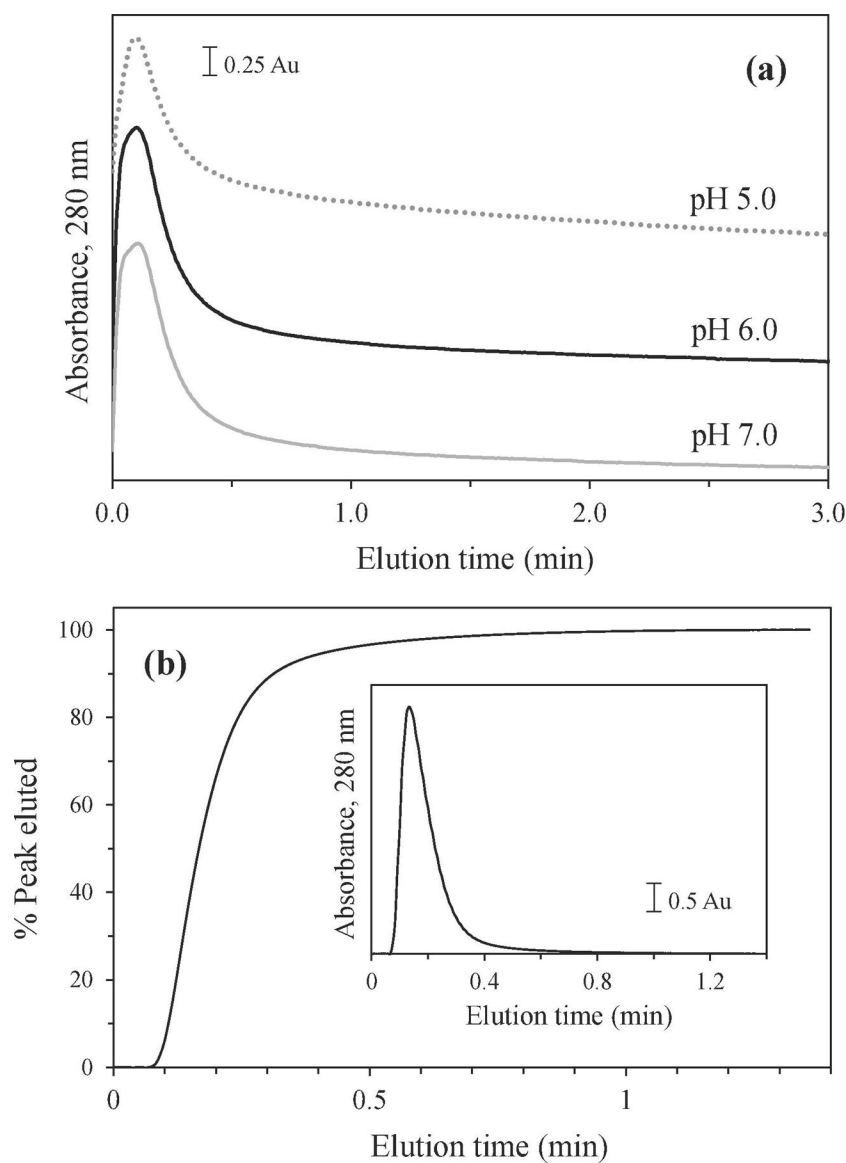 0.25 Au
(a)
Absorbance, 280 nm
pH 5.0
pH 6.0
pH 7.0
0.0 1.0 2.0 3.0
Elution time (min)
(b)
% Peak eluted
100
80
60
40
20
0
Absorbance, 280 nm
0.5 Au
0 0.4 0.8 1.2
Elution time (min)
0 0.5 1
Elution time (min)